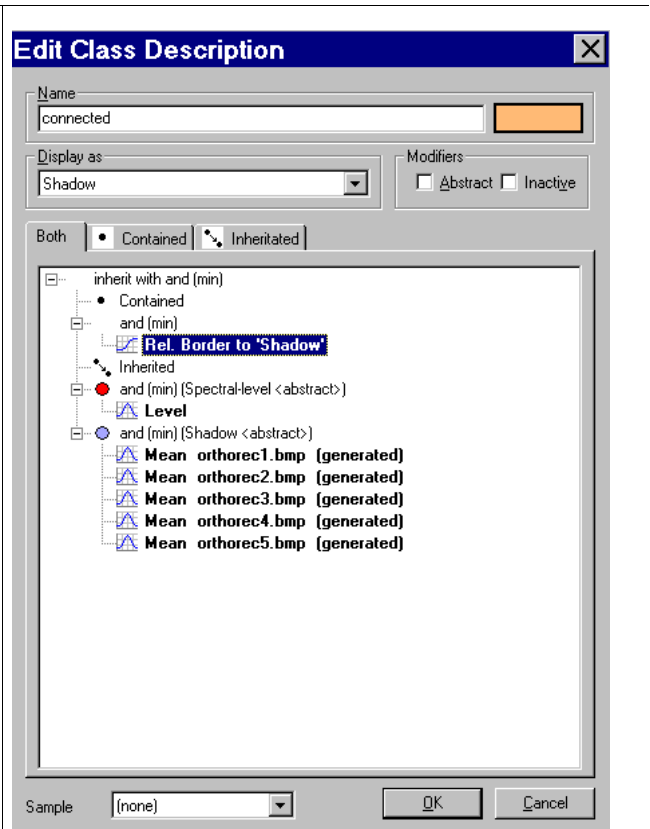 Edit Class Description
Name
connected
Display as
Shadow
Modifiers
Abstract
Inactive
Both
Contained
Inheritated
inherit with and (min)
Contained
and (min)
Rel. Border to 'Shadow'
Inherited
and (min) (Spectral-level <abstract>)
Level
and (min) (Shadow <abstract>)
Mean orthorec1.bmp (generated)
Mean orthorec2.bmp (generated)
Mean orthorec3.bmp (generated)
Mean orthorec4.bmp (generated)
Mean orthorec5.bmp (generated)
Sample
(none)
OK
Cancel